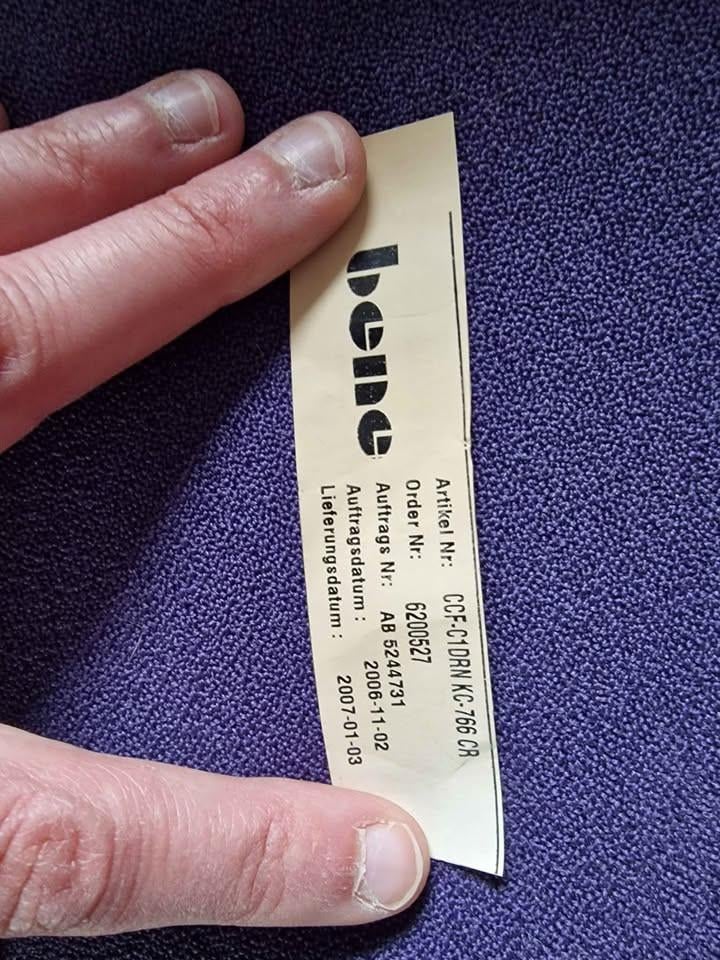 bene
Artikel Nr: CCF-C1DRN KC-766 CR
Order Nr: 6200527
Auftrags Nr: AB 5244731
Auftragsdatum : 2006-11-02
Lieferungsdatum : 2007-01-03